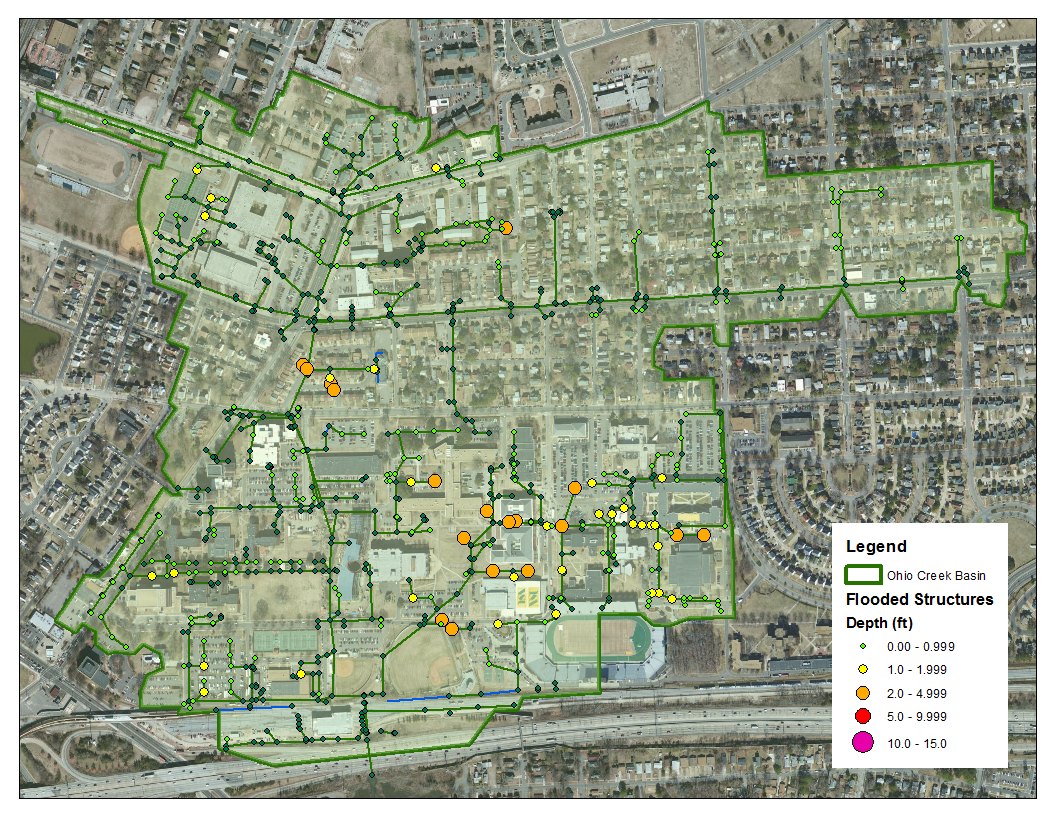 Legend
Ohio Creek Basin
Flooded Structures
Depth (ft)
0.00 - 0.999
1.0 - 1.999
2.0 - 4.999
5.0 - 9.999
10.0 - 15.0